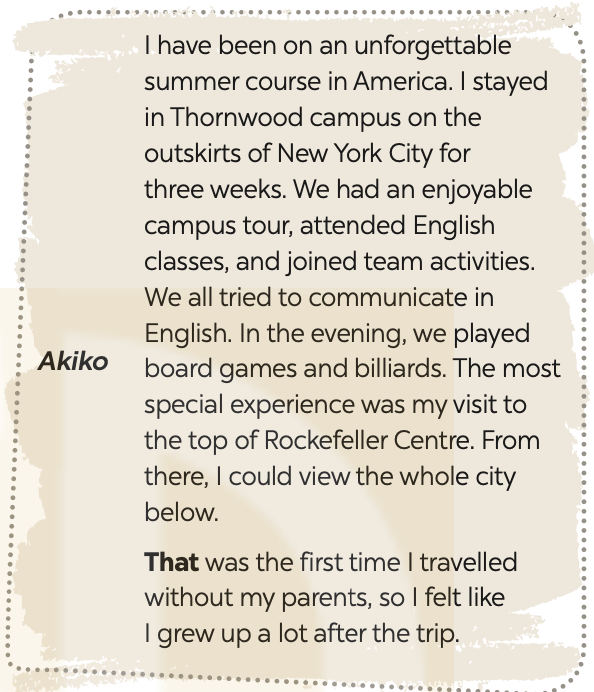 I have been on an unforgettable
summer course in America. I stayed
in Thornwood campus on the
outskirts of New York City for
three weeks. We had an enjoyable
campus tour, attended English
classes, and joined team activities.
We all tried to communicate in
English. In the evening, we played
Akiko
board games and billiards. The most
special experience was my visit to
the top of Rockefeller Centre. From
there, I could view the whole city
below.
That was the first time I travelled
without my parents, so I felt like
I grew up a lot after the trip.